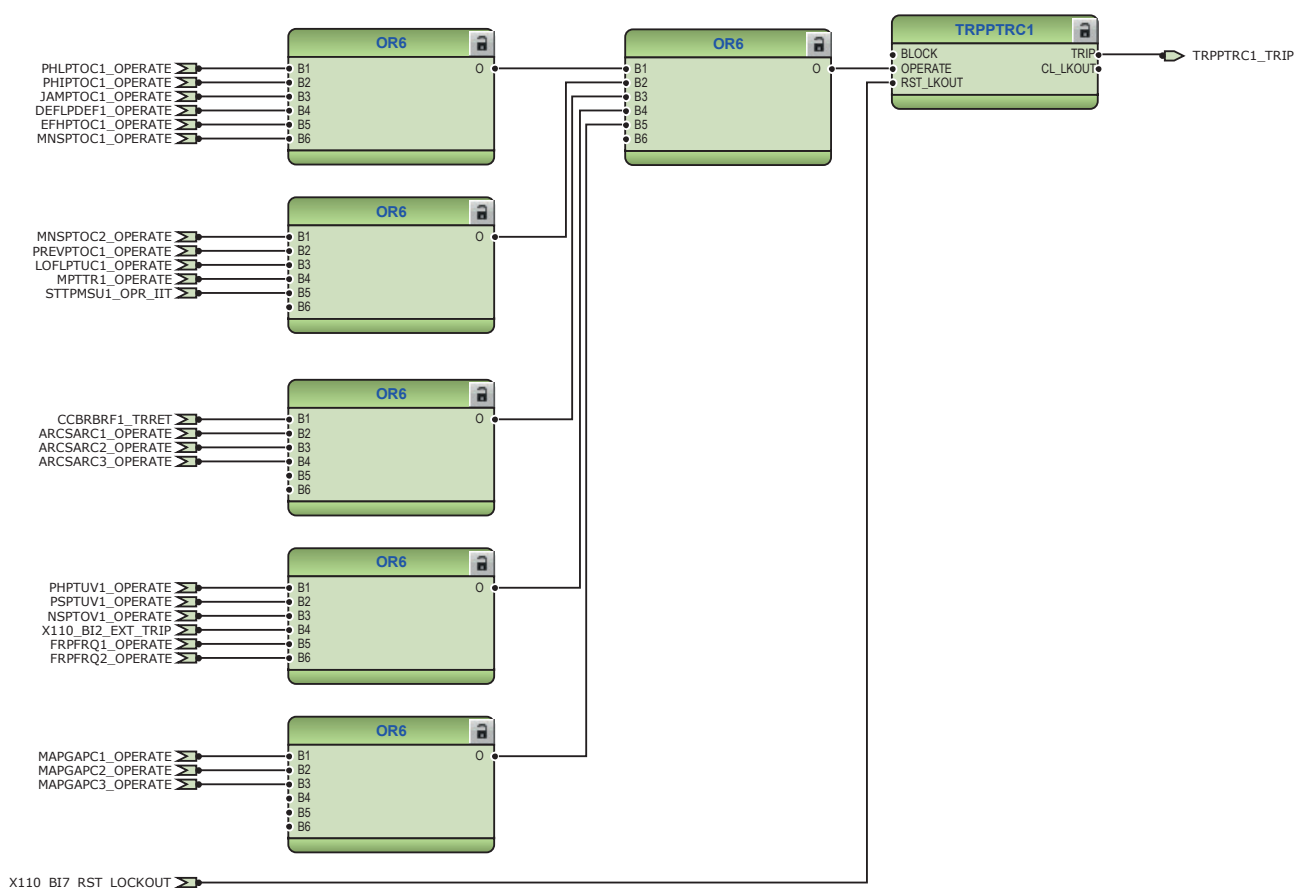 OR6
PHLPTOC1_OPERATE B1 O
PHIPTOC1_OPERATE B2
JAMPTOC1_OPERATE B3
DEFLPDEF1_OPERATE B4
EFHPTOC1_OPERATE B5
MNSPTOC1_OPERATE B6
OR6
B1 O
B2
B3
B4
B5
B6
TRPPTRC1
BLOCK TRIP TRPPTRC1_TRIP
OPERATE CL_LKOUT
RST_LKOUT
OR6
MNSPTOC2_OPERATE B1 O
PREVPTOC1_OPERATE B2
LOFLPTUC1_OPERATE B3
MPTTR1_OPERATE B4
STTPMSU1_OPR_IIT B5
B6
OR6
CCBRBRF1_TRRET B1 O
ARCSARC1_OPERATE B2
ARCSARC2_OPERATE B3
ARCSARC3_OPERATE B4
B5
B6
OR6
PHPTUV1_OPERATE B1 O
PSPTUV1_OPERATE B2
NSPTOV1_OPERATE B3
X110_BI2_EXT_TRIP B4
FRPFRQ1_OPERATE B5
FRPFRQ2_OPERATE B6
OR6
MAPGAPC1_OPERATE B1 O
MAPGAPC2_OPERATE B2
MAPGAPC3_OPERATE B3
B4
B5
B6
X110_BI7_RST_LOCKOUT